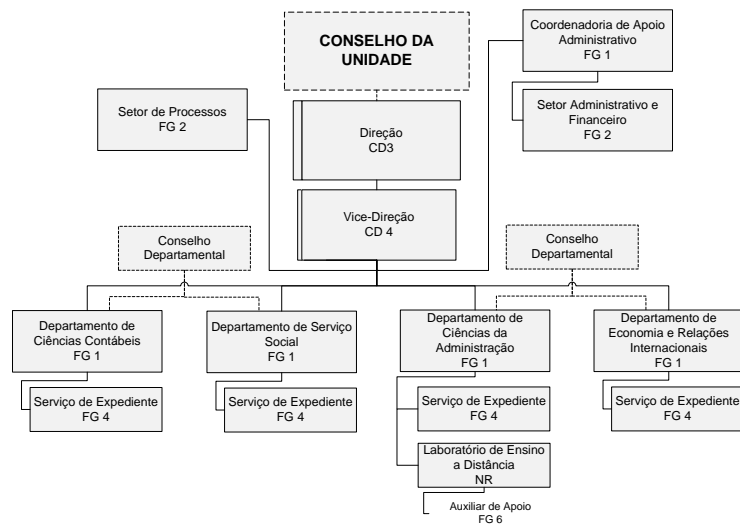 CONSELHO DA
UNIDADE
Coordenadoria de Apoio
Administrativo
FG 1
Setor de Processos
FG 2
Direção
CD3
Setor Administrativo e
Financeiro
FG 2
Vice-Direção
CD 4
Conselho
Departamental
Conselho
Departamental
Departamento de
Ciências Contábeis
FG 1
Departamento de Serviço
Social
FG 1
Departamento de
Ciências da
Administração
FG 1
Departamento de
Economia e Relações
Internacionais
FG 1
Serviço de Expediente
FG 4
Serviço de Expediente
FG 4
Serviço de Expediente
FG 4
Serviço de Expediente
FG 4
Laboratório de Ensino
a Distância
NR
Auxiliar de Apoio
FG 6